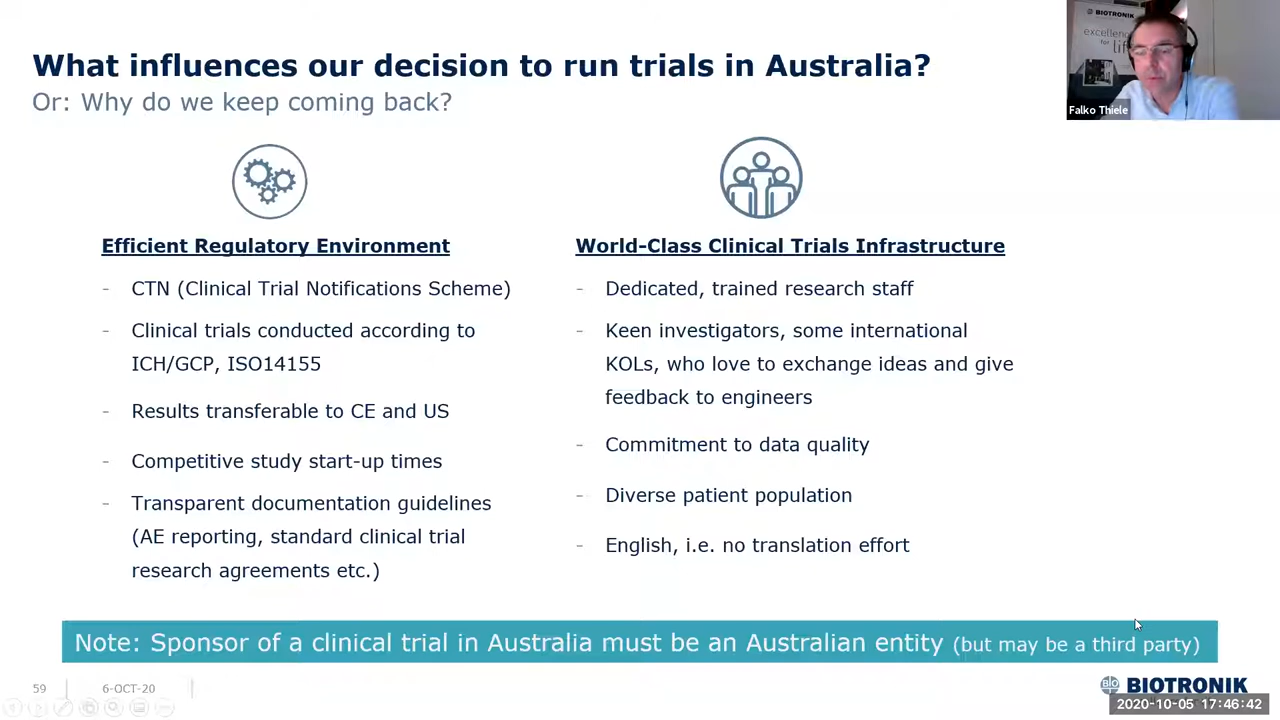 What influences our decision to run trials in Australia?
Or: Why do we keep coming back?
BIOTRONIK
excellence
for life
Falko Thiele
Efficient Regulatory Environment
- CTN (Clinical Trial Notifications Scheme)
- Clinical trials conducted according to
ICH/GCP, ISO14155
- Results transferable to CE and US
- Competitive study start-up times
- Transparent documentation guidelines
(AE reporting, standard clinical trial
research agreements etc.)
World-Class Clinical Trials Infrastructure
- Dedicated, trained research staff
- Keen investigators, some international
KOLs, who love to exchange ideas and give
feedback to engineers
- Commitment to data quality
- Diverse patient population
- English, i.e. no translation effort
Note: Sponsor of a clinical trial in Australia must be an Australian entity (but may be a third party)
59
6-OCT-20
BIO BIOTRONIK
2020-10-05 17:46:42